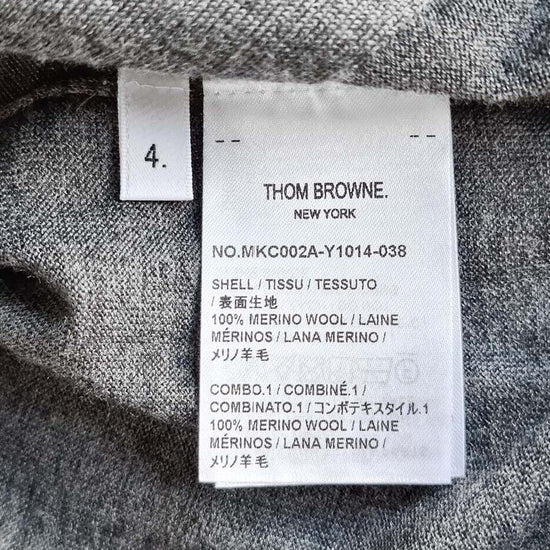 4.
THOM BROWNE.
NEW YORK
NO.MKC002A-Y1014-038
SHELL / TISSU / TESSUTO
/ 表面生地
100% MERINO WOOL / LAINE
MÉRINOS / LANA MERINO /
メリノ羊毛
COMBO.1 / COMBINÉ.1 /
COMBINATO.1 / コンボテキスタイル.1
100% MERINO WOOL / LAINE
MÉRINOS / LANA MERINO /
メリノ羊毛